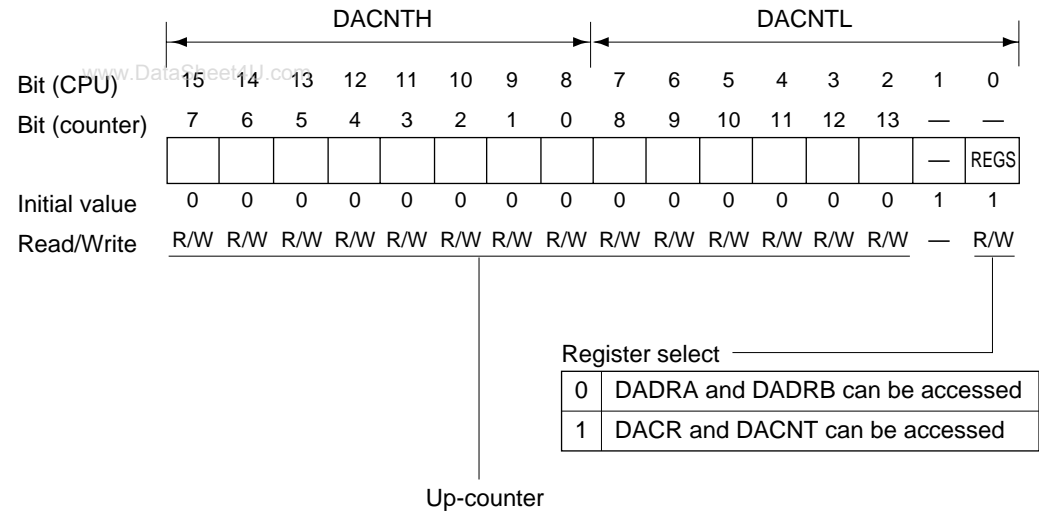 DACNTH DACNTL
www.DataSheet4U.com
Bit (CPU) 15 14 13 12 11 10 9 8 7 6 5 4 3 2 1 0
Bit (counter) 7 6 5 4 3 2 1 0 8 9 10 11 12 13 — —
— REGS
Initial value 0 0 0 0 0 0 0 0 0 0 0 0 0 0 1 1
Read/Write R/W R/W R/W R/W R/W R/W R/W R/W R/W R/W R/W R/W R/W R/W — R/W
Register select
0 DADRA and DADRB can be accessed
1 DACR and DACNT can be accessed
Up-counter